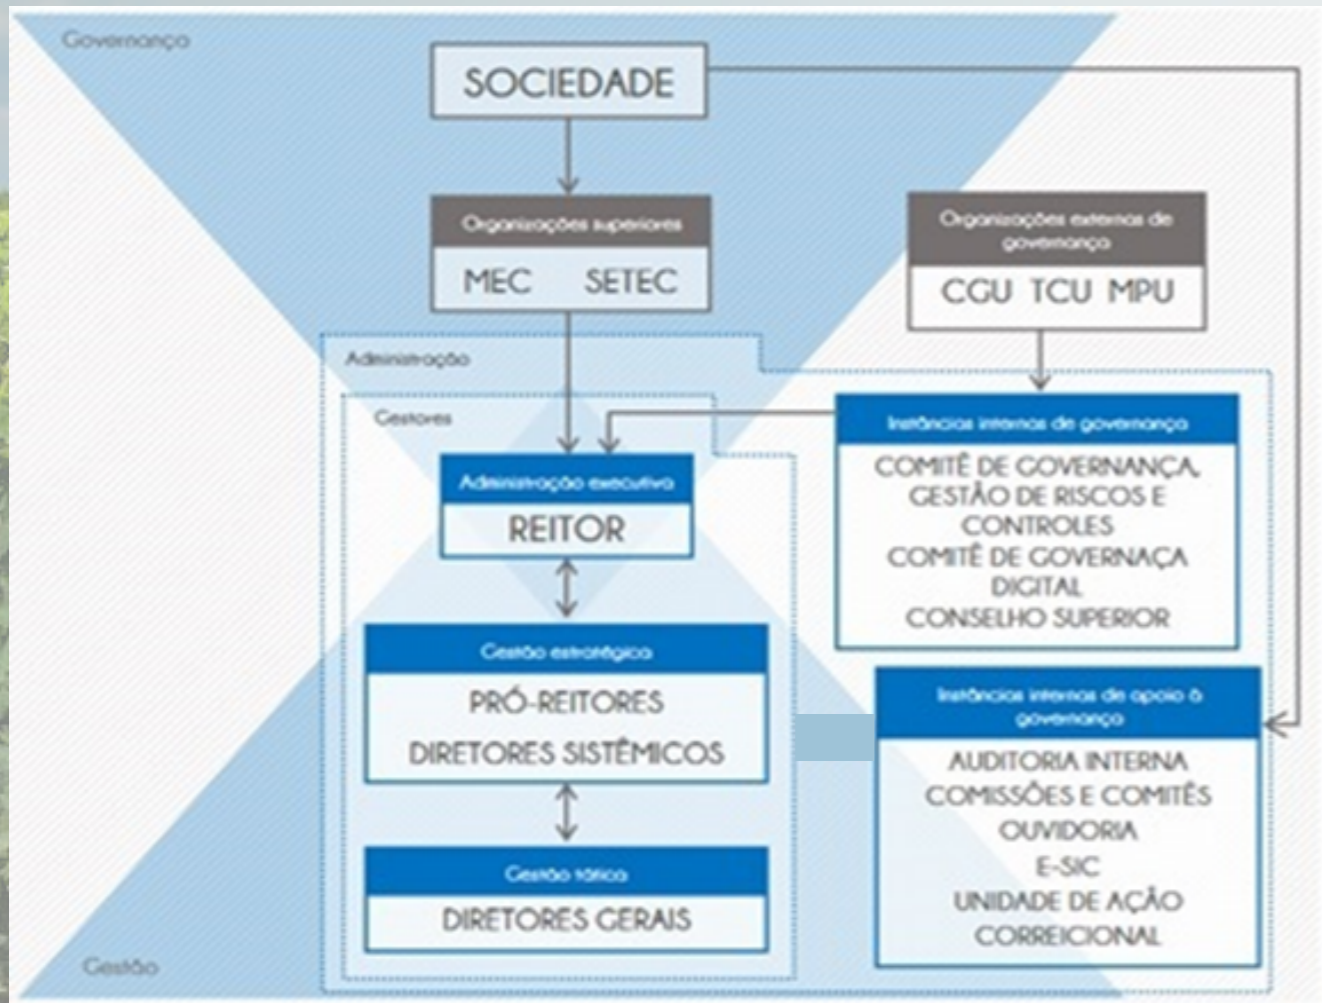 Governança
SOCIEDADE
Organizações superiores
MEC SETEC
Organizações externas de
governança
CGU TCU MPU
Administração
Gestores
Administração executiva
REITOR
Instâncias internas de governança
COMITÊ DE GOVERNANÇA,
GESTÃO DE RISCOS E
CONTROLES
COMITÊ DE GOVERNAÇA
DIGITAL
CONSELHO SUPERIOR
Gestão estratégica
PRÓ-REITORES
DIRETORES SISTÊMICOS
Instâncias internas de apoio à
governança
AUDITORIA INTERNA
COMISSÕES E COMITÊS
OUVIDORIA
E-SIC
UNIDADE DE AÇÃO
CORREICIONAL
Gestão tática
DIRETORES GERAIS
Gestão